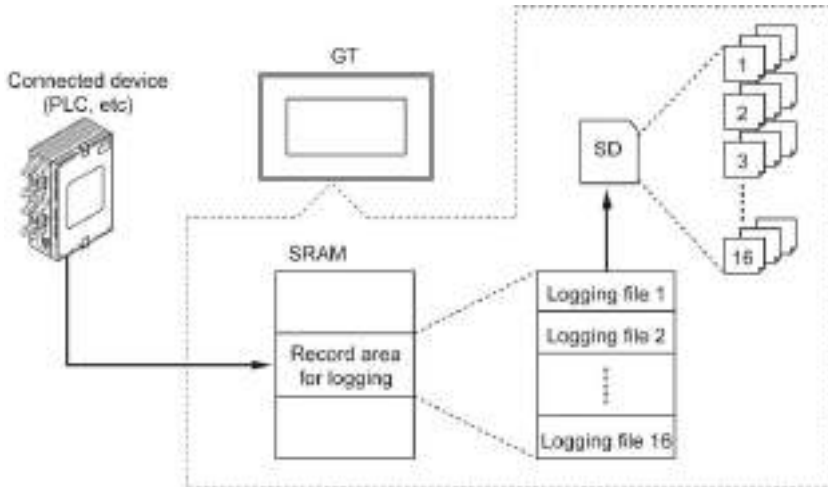 GT
Connected device
(PLC, etc)
1
2
3
16
SD
SRAM
Record area
for logging
Logging file 1
Logging file 2
Logging file 16